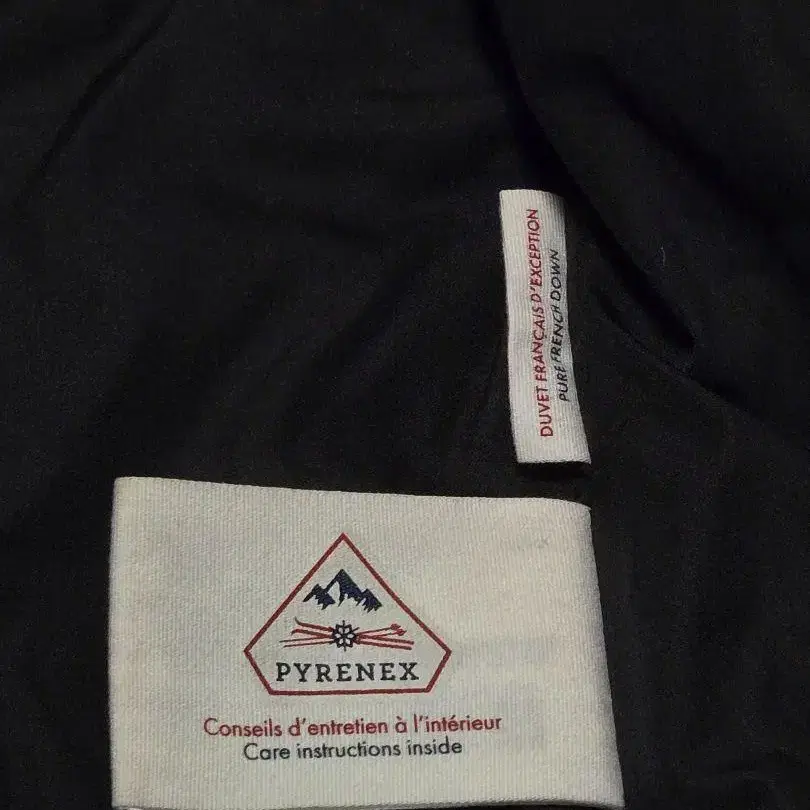 DUVET FRANÇAIS D'EXCEPTION
PURE FRENCH DOWN
PYRENEX
Conseils d'entretien à l'intérieur
Care instructions inside